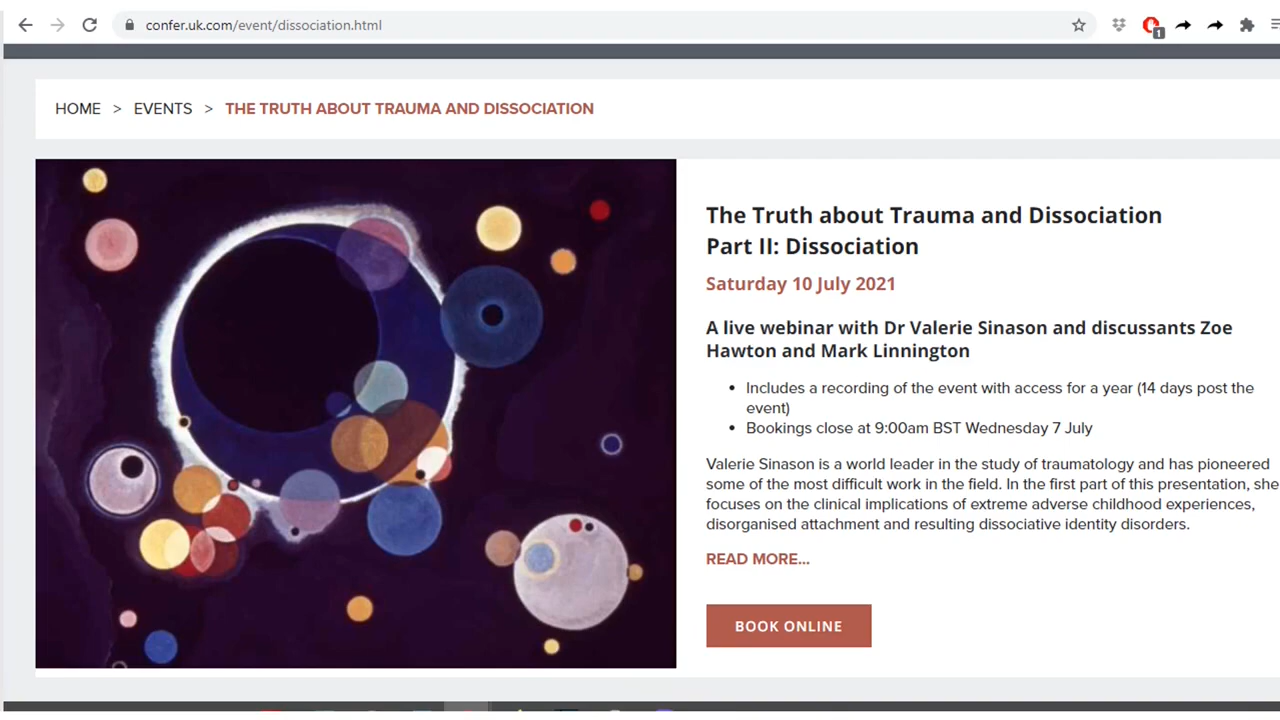 confer.uk.com/event/dissociation.html
1
HOME > EVENTS > THE TRUTH ABOUT TRAUMA AND DISSOCIATION
The Truth about Trauma and Dissociation
Part II: Dissociation
Saturday 10 July 2021
A live webinar with Dr Valerie Sinason and discussants Zoe
Hawton and Mark Linnington
• Includes a recording of the event with access for a year (14 days post the
event)
• Bookings close at 9:00am BST Wednesday 7 July
Valerie Sinason is a world leader in the study of traumatology and has pioneered
some of the most difficult work in the field. In the first part of this presentation, she
focuses on the clinical implications of extreme adverse childhood experiences,
disorganised attachment and resulting dissociative identity disorders.
READ MORE...
BOOK ONLINE